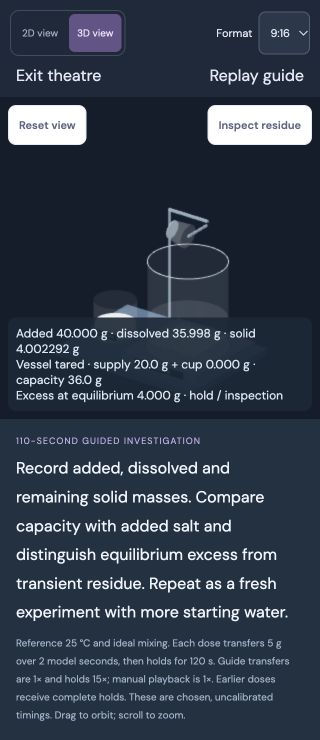 2D view 3D view Format 9:16
Exit theatre Replay guide
Reset view Inspect residue
Added 40.000 g · dissolved 35.998 g · solid
4.002292 g
Vessel tared · supply 20.0 g + cup 0.000 g ·
capacity 36.0 g
Excess at equilibrium 4.000 g · hold / inspection
110-SECOND GUIDED INVESTIGATION
Record added, dissolved and
remaining solid masses. Compare
capacity with added salt and
distinguish equilibrium excess from
transient residue. Repeat as a fresh
experiment with more starting water.
Reference 25 °C and ideal mixing. Each dose transfers 5 g
over 2 model seconds, then holds for 120 s. Guide transfers
are 1× and holds 15×; manual playback is 1×. Earlier doses
receive complete holds. These are chosen, uncalibrated
timings. Drag to orbit; scroll to zoom.